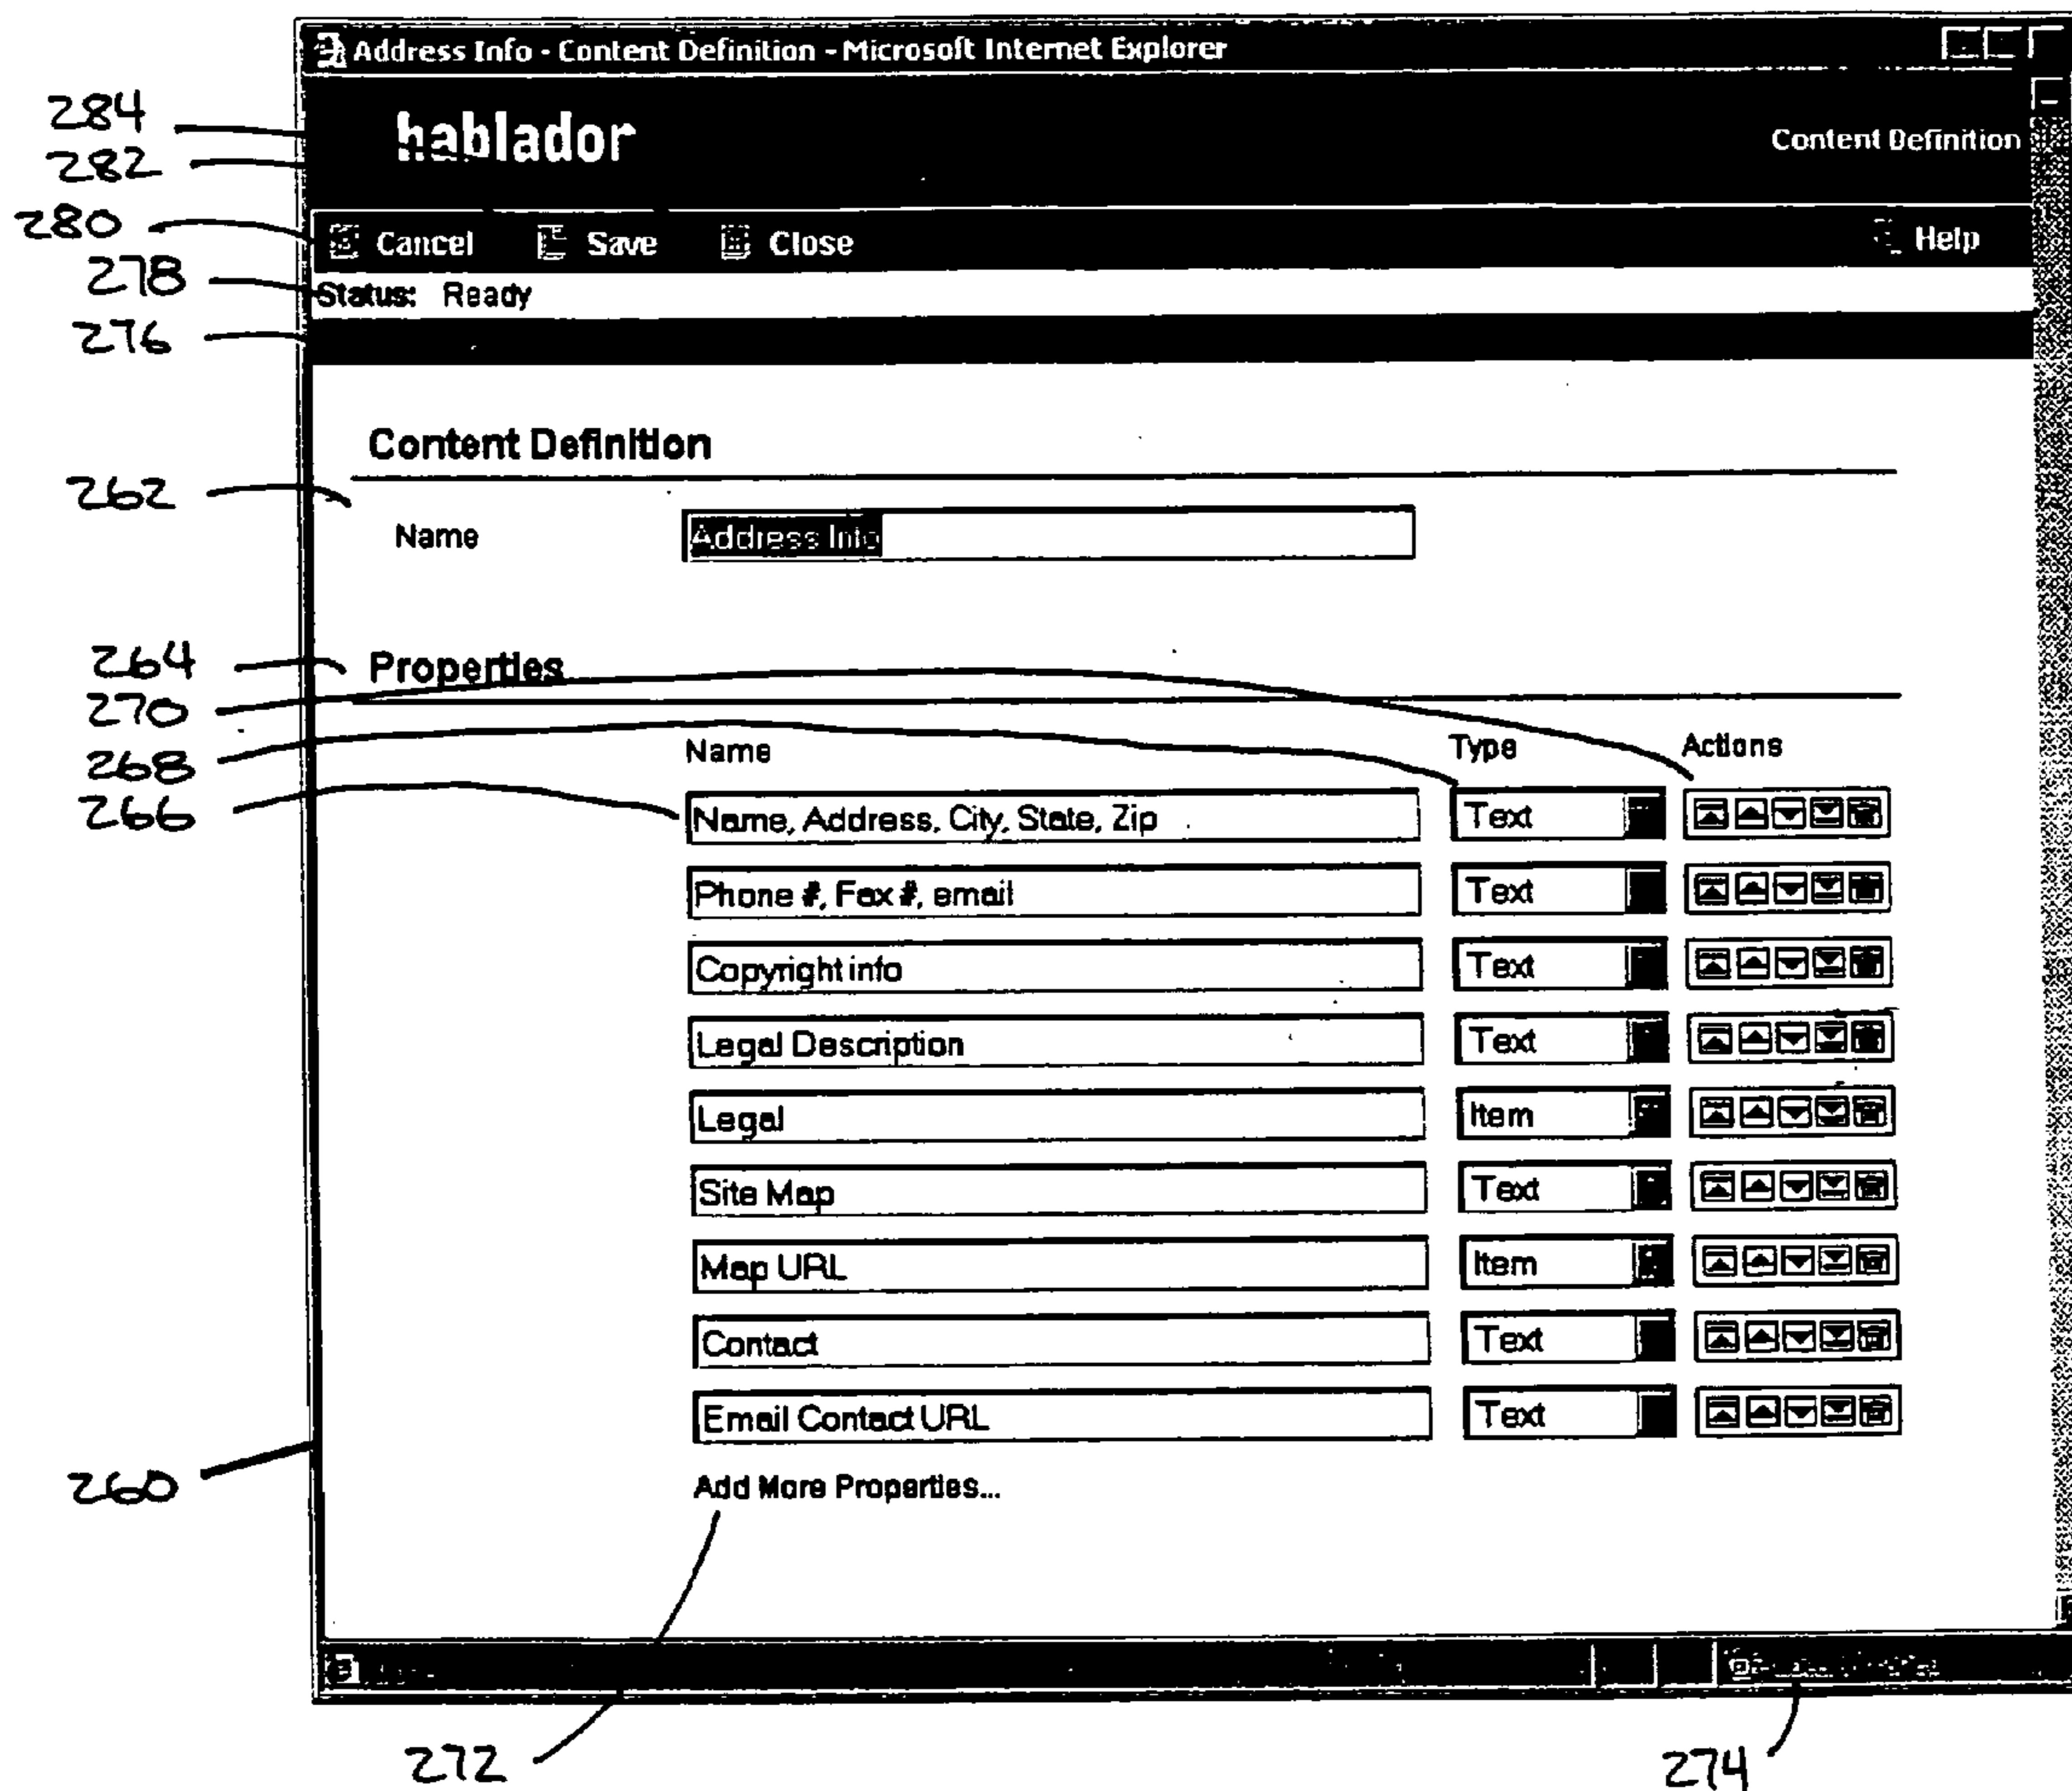 Address Info - Content Definition - Microsoft Internet Explorer
284
hablador
Content Definition
282
280
Cancel Save Close Help
278
Status: Ready
276
Content Definition
262
Name Address Info
264
Properties
270
268
Name Type Actions
266
Name, Address, City, State, Zip Text
Phone #, Fax #, email Text
Copyright info Text
Legal Description Text
Legal Item
Site Map Text
Map URL Item
Contact Text
Email Contact URL Text
260
Add More Properties...
272
274